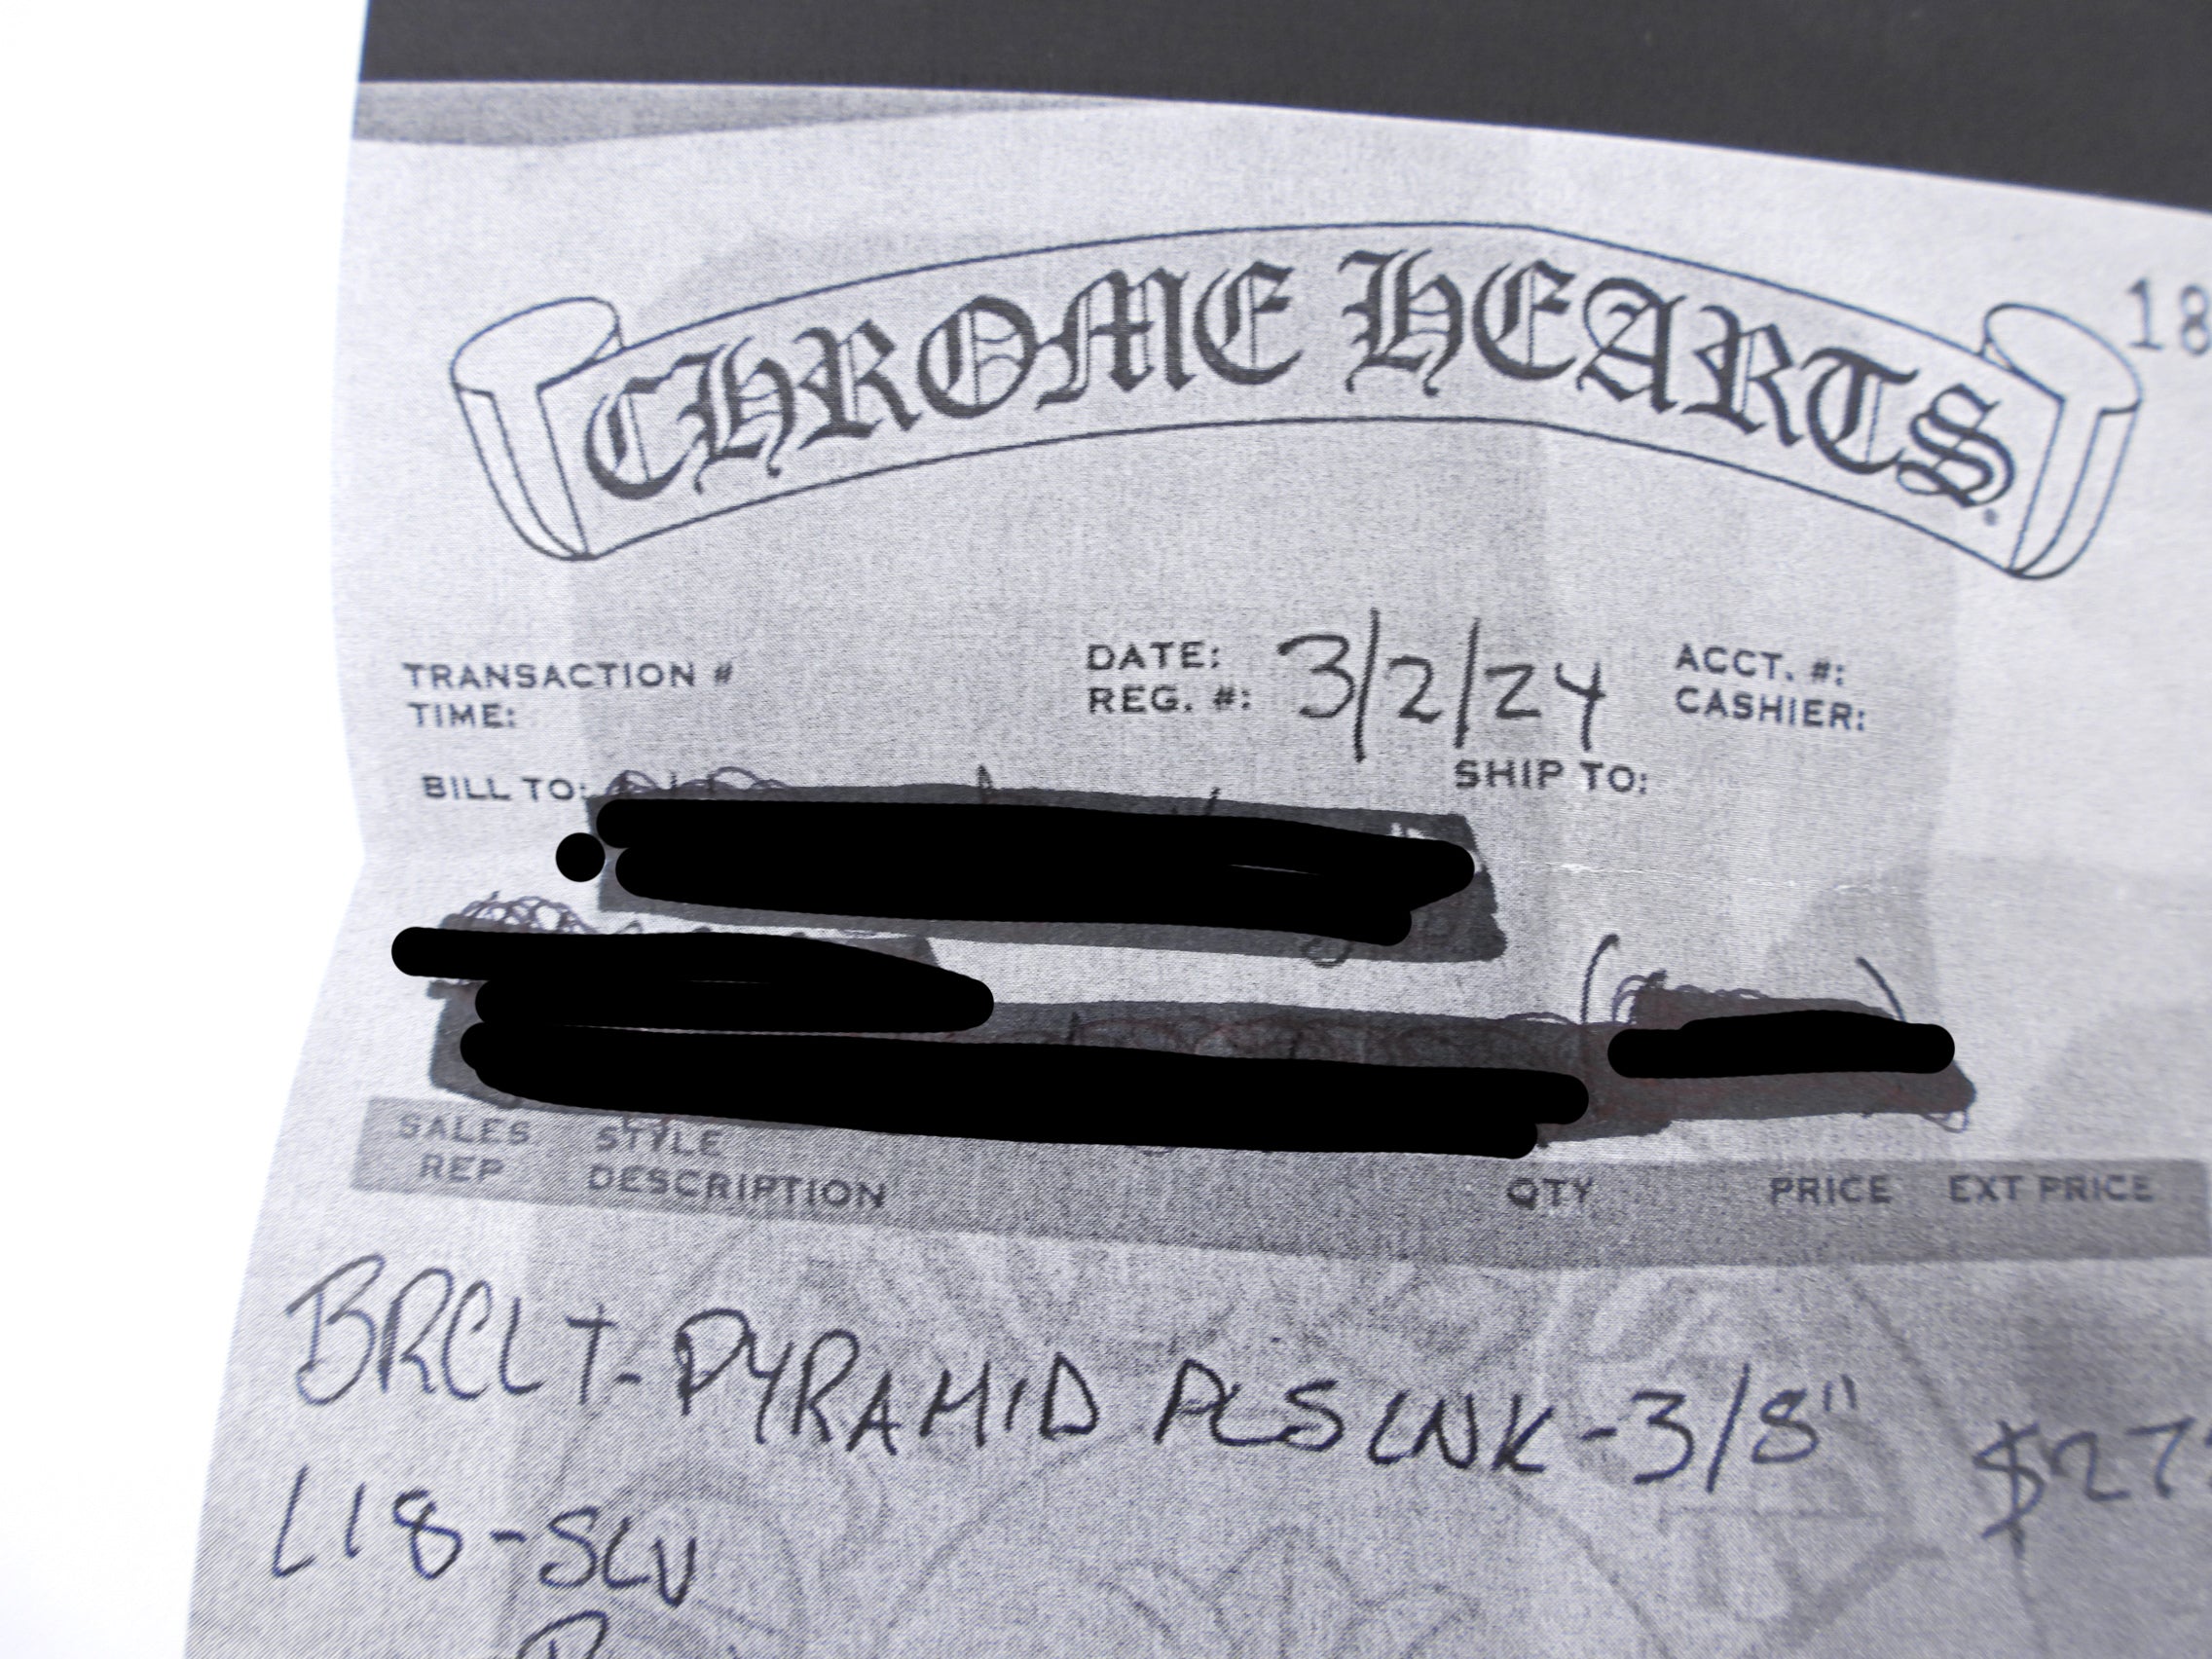 CHROME HEARTS
18
TRANSACTION # DATE: 3/2/24 ACCT. #:
TIME: REG. #: CASHIER:
BILL TO: SHIP TO:
SALES STYLE
REP DESCRIPTION QTY PRICE EXT PRICE
BRCLT-PYRAMID PLS LNK-3/8" $27
L18-SLV